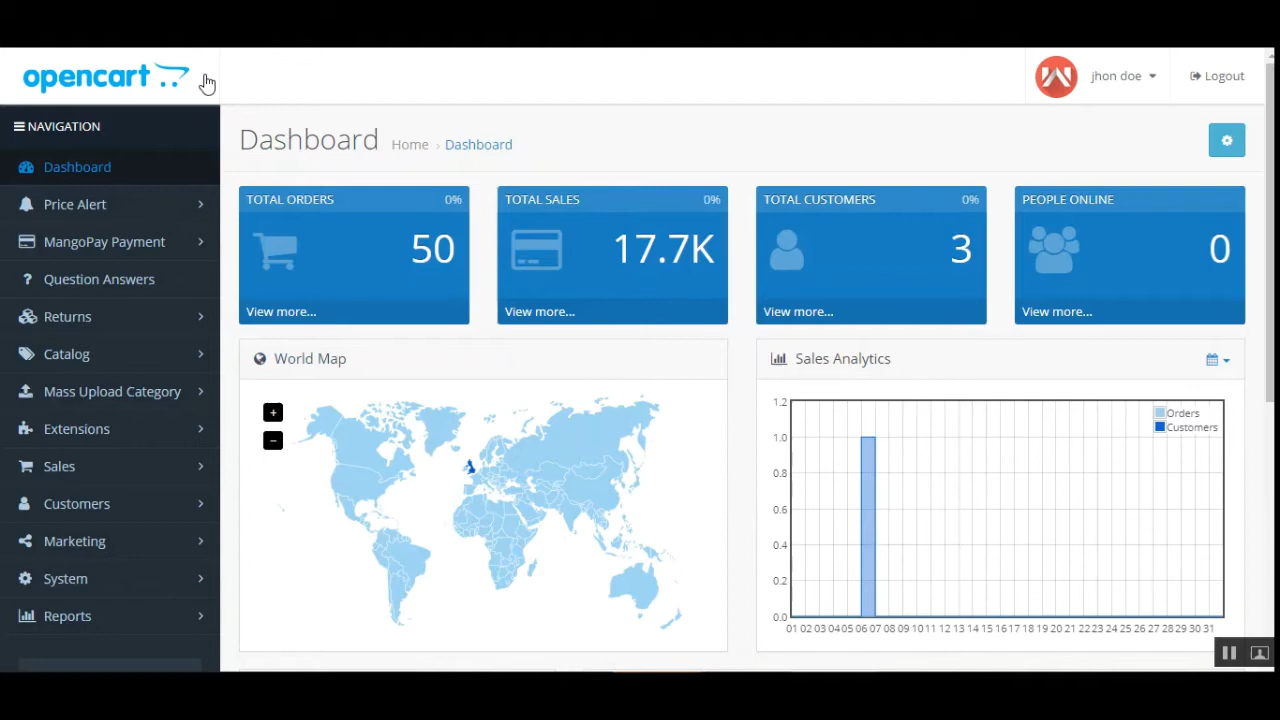 opencart
jhon doe
Logout
NAVIGATION
Dashboard
Price Alert
MangoPay Payment
Question Answers
Returns
Catalog
Mass Upload Category
Extensions
Sales
Customers
Marketing
System
Reports
Dashboard Home › Dashboard
TOTAL ORDERS 0%
50
View more...
TOTAL SALES 0%
17.7K
View more...
TOTAL CUSTOMERS 0%
3
View more...
PEOPLE ONLINE
0
View more...
World Map
+
−
Sales Analytics
Orders
Customers
1.2
1.0
0.8
0.6
0.4
0.2
0.0
01 02 03 04 05 06 07 08 09 10 11 12 13 14 15 16 17 18 19 20 21 22 23 24 25 26 27 28 29 30 31